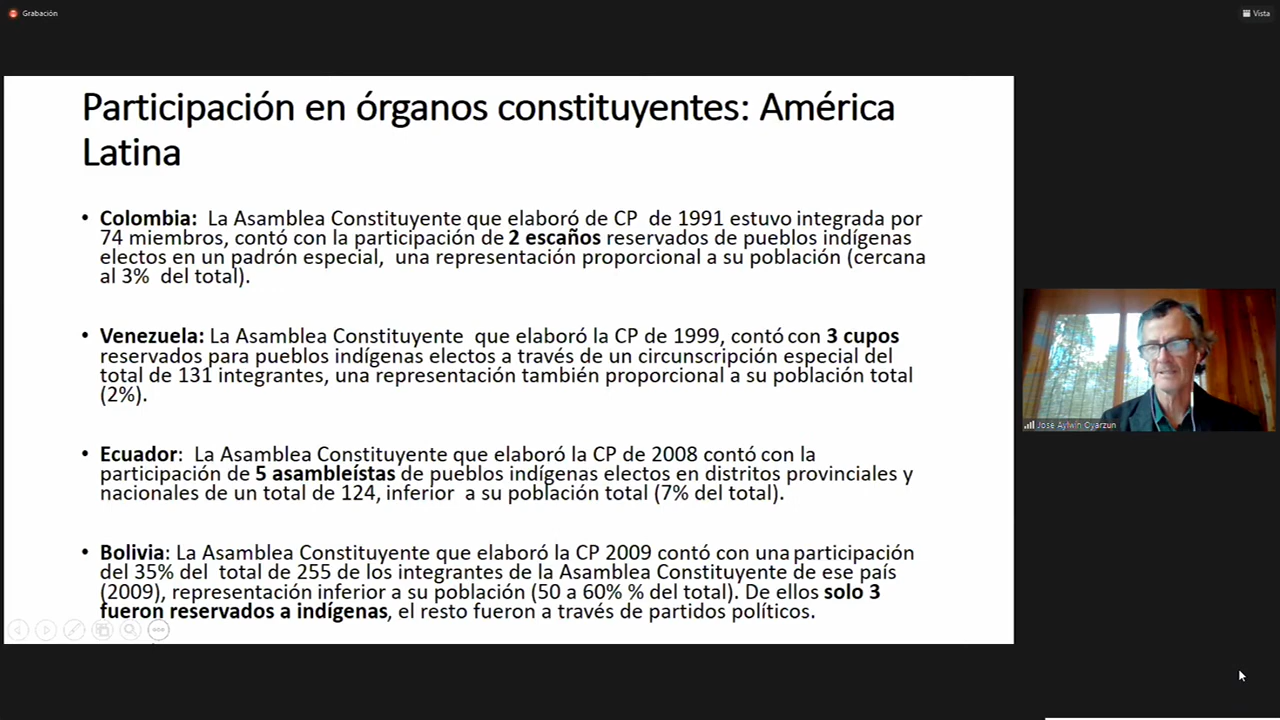 Grabación
Vista
Participación en órganos constituyentes: América
Latina
• Colombia: La Asamblea Constituyente que elaboró de CP de 1991 estuvo integrada por
74 miembros, contó con la participación de 2 escaños reservados de pueblos indígenas
electos en un padrón especial, una representación proporcional a su población (cercana
al 3% del total).
• Venezuela: La Asamblea Constituyente que elaboró la CP de 1999, contó con 3 cupos
reservados para pueblos indígenas electos a través de un circunscripción especial del
total de 131 integrantes, una representación también proporcional a su población total
(2%).
• Ecuador: La Asamblea Constituyente que elaboró la CP de 2008 contó con la
participación de 5 asambleístas de pueblos indígenas electos en distritos provinciales y
nacionales de un total de 124, inferior a su población total (7% del total).
• Bolivia: La Asamblea Constituyente que elaboró la CP 2009 contó con una participación
del 35% del total de 255 de los integrantes de la Asamblea Constituyente de ese país
(2009), representación inferior a su población (50 a 60% % del total). De ellos solo 3
fueron reservados a indígenas, el resto fueron a través de partidos políticos.
José Aylwin Oyarzun